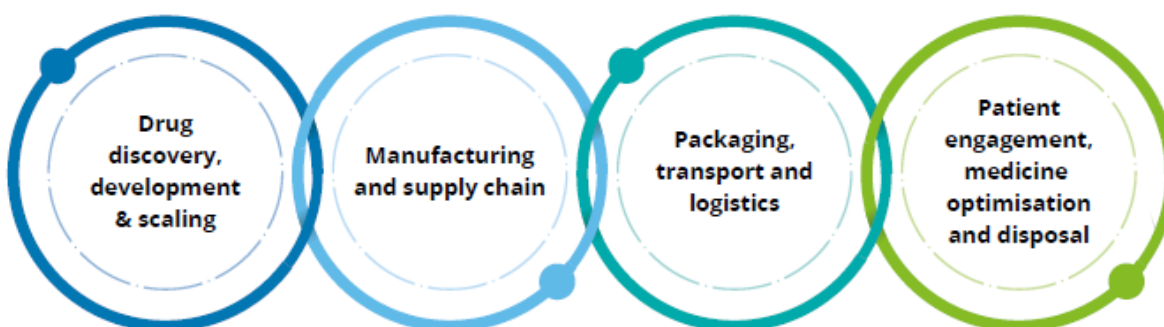 Drug
discovery,
development
& scaling
Manufacturing
and supply chain
Packaging,
transport and
logistics
Patient
engagement,
medicine
optimisation
and disposal